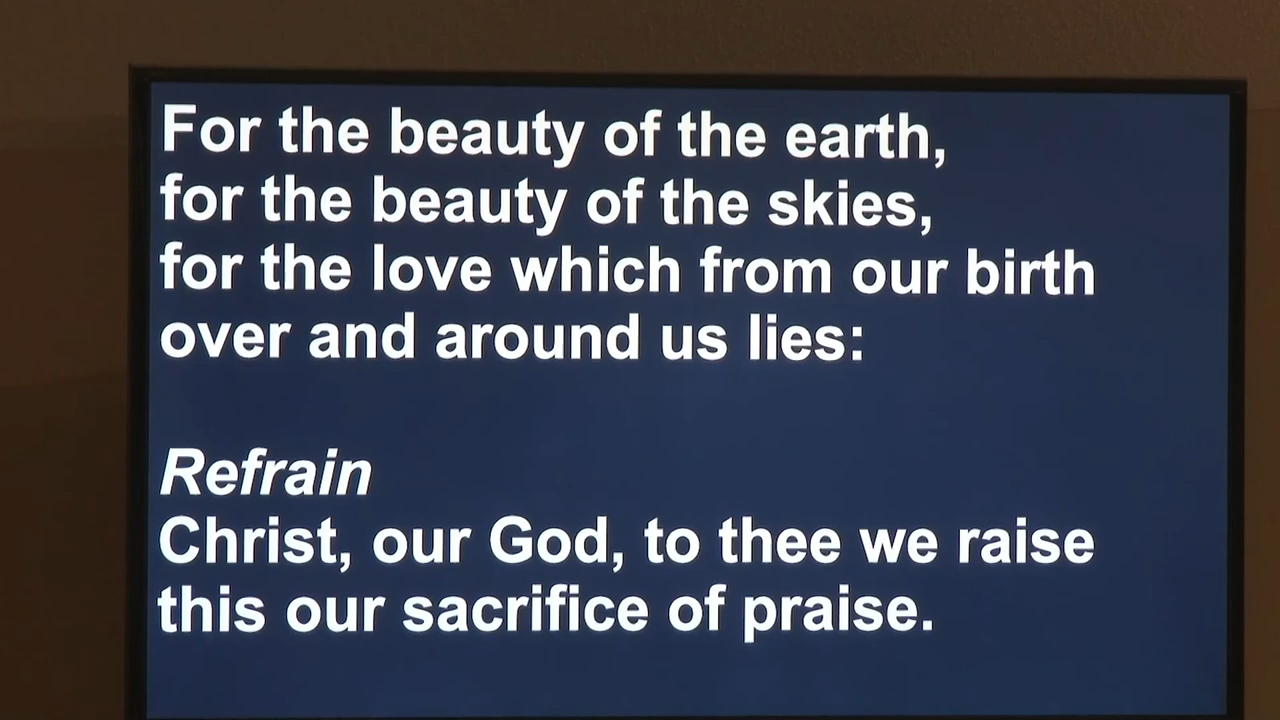 For the beauty of the earth,
for the beauty of the skies,
for the love which from our birth
over and around us lies:
Refrain
Christ, our God, to thee we raise
this our sacrifice of praise.